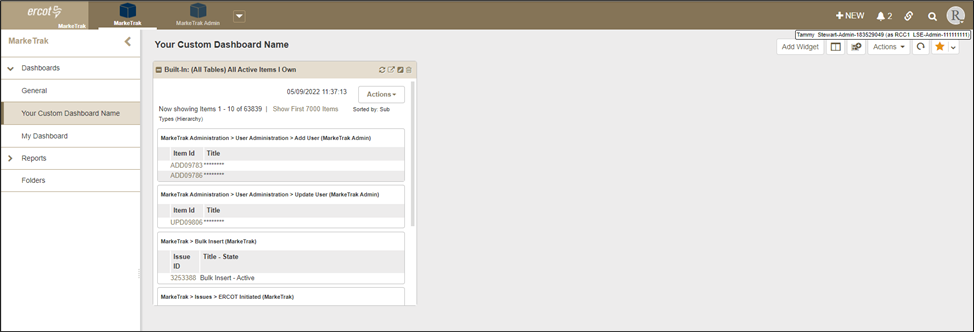 ercot
MarkeTrak
MarkeTrak
MarkeTrak Admin
+ NEW
2
R
Tammy Stewart-Admin-183529049 (as RCC1 LSE-Admin-111111111)
MarkeTrak
Dashboards
General
Your Custom Dashboard Name
My Dashboard
Reports
Folders
Your Custom Dashboard Name
Add Widget
Actions
Built-In: (All Tables) All Active Items I Own
05/09/2022 11:37:13
Actions
Now showing Items 1 - 10 of 63839 | Show First 7000 Items
Sorted by: Sub
Types (Hierarchy)
MarkeTrak Administration > User Administration > Add User (MarkeTrak Admin)
Item Id Title
ADD09783 ********
ADD09786 ********
MarkeTrak Administration > User Administration > Update User (MarkeTrak Admin)
Item Id Title
UPD09806 ********
MarkeTrak > Bulk Insert (MarkeTrak)
Issue ID Title - State
3253388 Bulk Insert - Active
MarkeTrak > Issues > ERCOT Initiated (MarkeTrak)